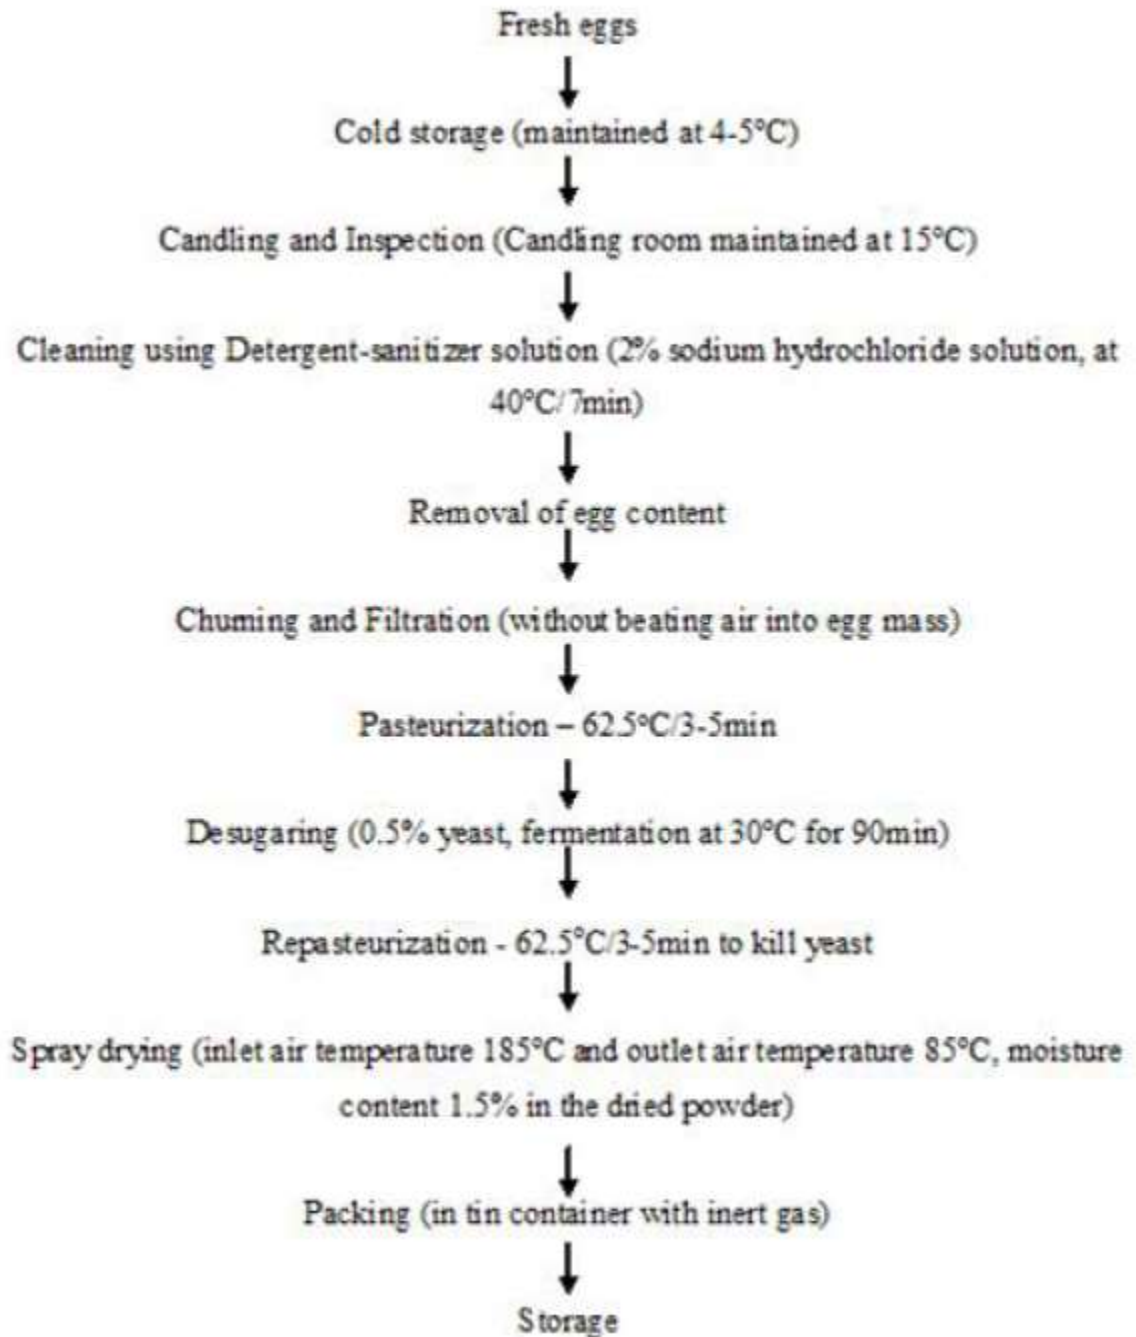 Fresh eggs
Cold storage (maintained at 4-5°C)
Candling and Inspection (Candling room maintained at 15°C)
Cleaning using Detergent-sanitizer solution (2% sodium hydrochloride solution, at
40°C/7min)
Removal of egg content
Churning and Filtration (without beating air into egg mass)
Pasteurization – 62.5°C/3-5min
Desugaring (0.5% yeast, fermentation at 30°C for 90min)
Repasteurization - 62.5°C/3-5min to kill yeast
Spray drying (inlet air temperature 185°C and outlet air temperature 85°C, moisture
content 1.5% in the dried powder)
Packing (in tin container with inert gas)
Storage